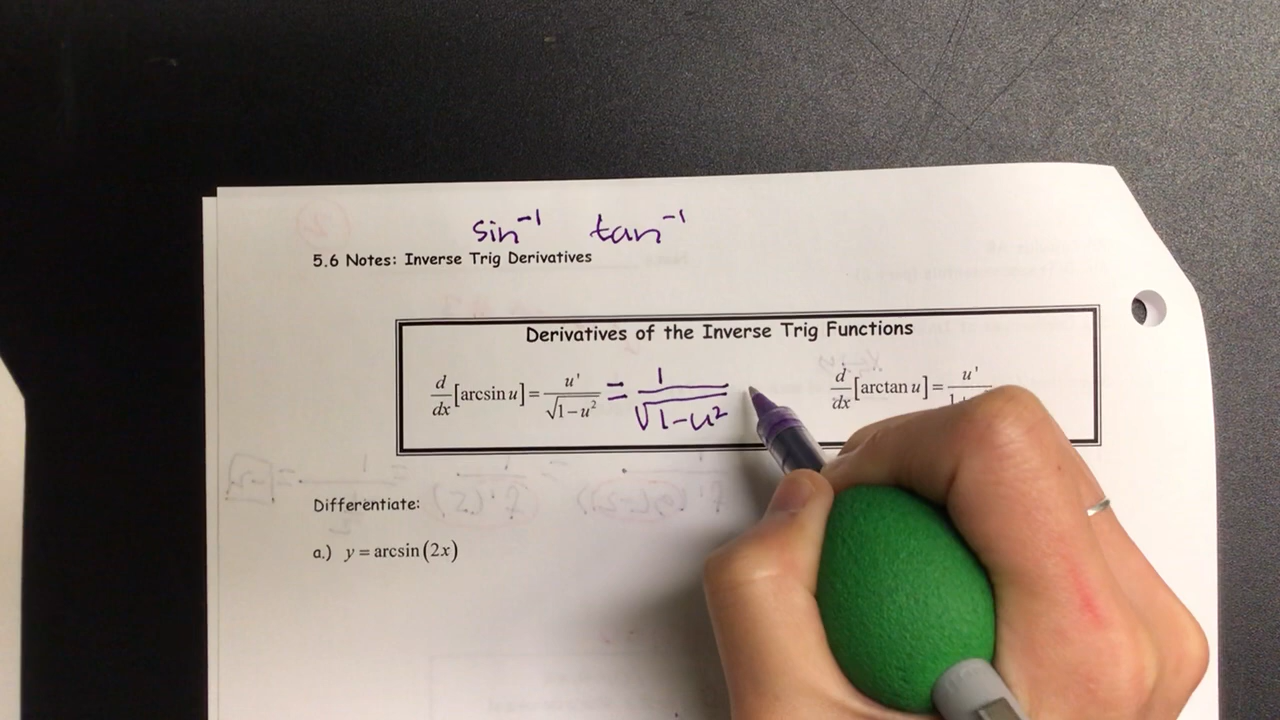 sin⁻¹ tan⁻¹
5.6 Notes: Inverse Trig Derivatives
Derivatives of the Inverse Trig Functions
d/dx [arcsin u] = u'/√(1−u²) = 1/√(1−u²) d/dx [arctan u] = u'/1+
Differentiate:
a.) y = arcsin(2x)